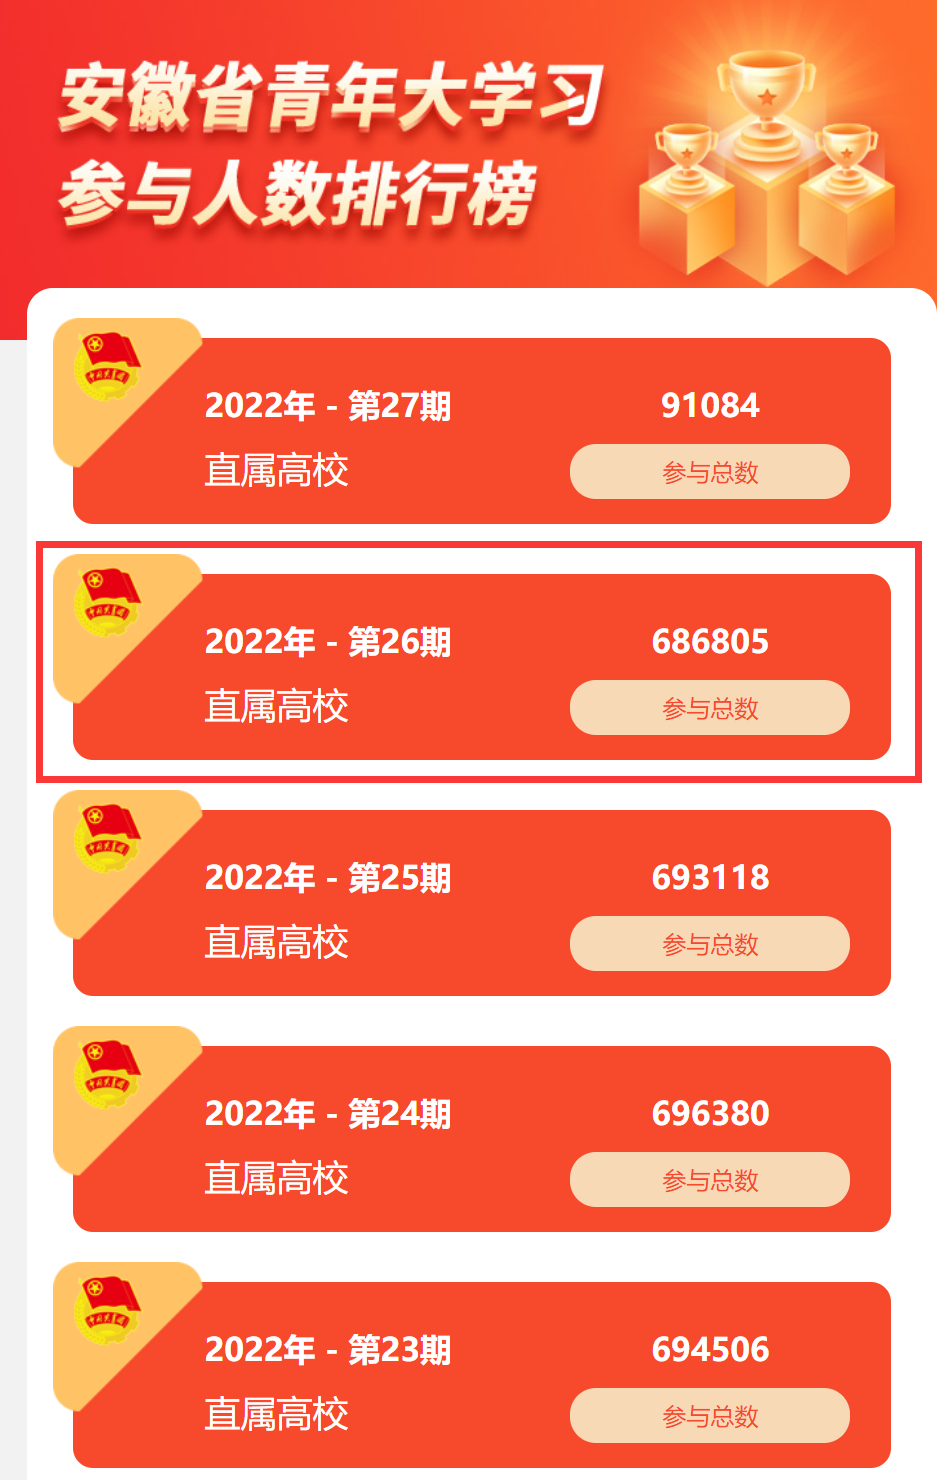 安徽省青年大学习
参与人数排行榜
2022年 - 第27期
91084
直属高校
参与总数
2022年 - 第26期
686805
直属高校
参与总数
2022年 - 第25期
693118
直属高校
参与总数
2022年 - 第24期
696380
直属高校
参与总数
2022年 - 第23期
694506
直属高校
参与总数